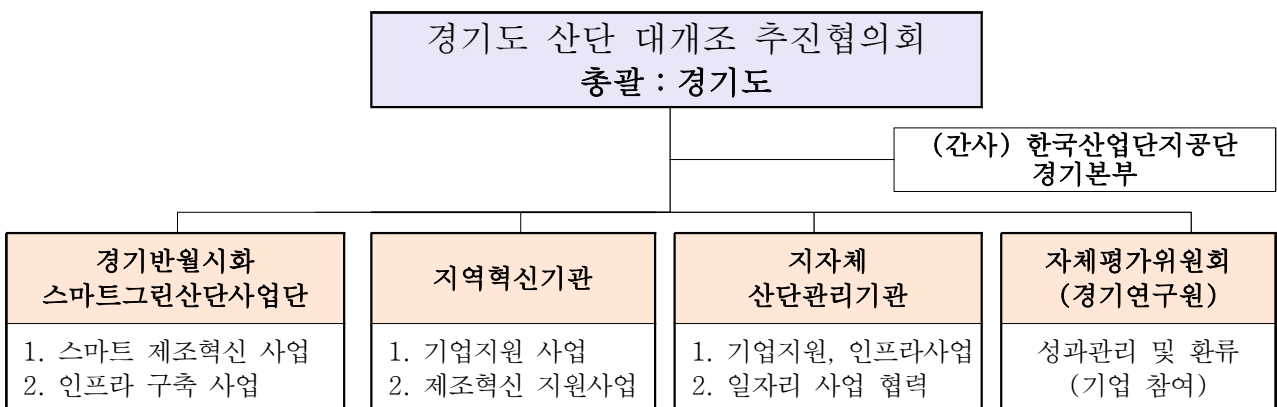 경기도 산단 대개조 추진협의회
총괄 : 경기도
(간사) 한국산업단지공단
경기본부
경기반월시화
스마트그린산단사업단
1. 스마트 제조혁신 사업
2. 인프라 구축 사업
지역혁신기관
1. 기업지원 사업
2. 제조혁신 지원사업
지자체
산단관리기관
1. 기업지원, 인프라사업
2. 일자리 사업 협력
자체평가위원회
(경기연구원)
성과관리 및 환류
(기업 참여)